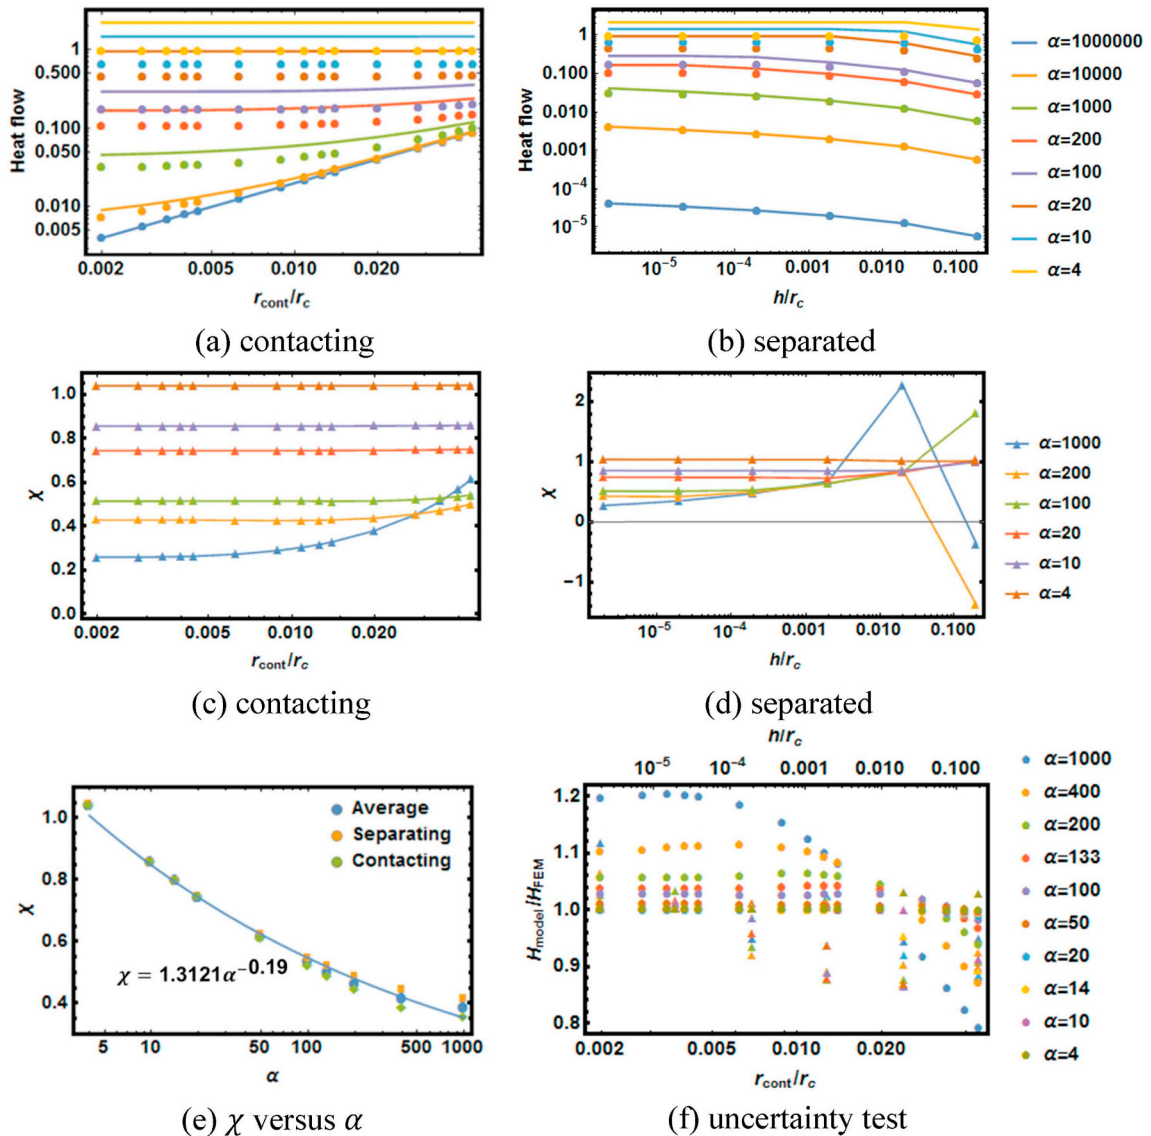 Heat flow
1
0.500
0.100
0.050
0.010
0.005
0.002
0.005
0.010
0.020
r_cont/r_c
(a) contacting
Heat flow
1
0.100
0.010
0.001
10^-4
10^-5
10^-5
10^-4
0.001
0.010
0.100
h/r_c
(b) separated
α=1000000
α=10000
α=1000
α=200
α=100
α=20
α=10
α=4
χ
1.0
0.8
0.6
0.4
0.2
0.0
0.002
0.005
0.010
0.020
r_cont/r_c
(c) contacting
χ
2
1
0
−1
10^-5
10^-4
0.001
0.010
0.100
h/r_c
(d) separated
α=1000
α=200
α=100
α=20
α=10
α=4
χ
1.0
0.8
0.6
0.4
Average
Separating
Contacting
χ = 1.3121α^−0.19
5
10
50
100
500
1000
α
(e) χ versus α
h/r_c
10^-5
10^-4
0.001
0.010
0.100
H_model/H_FEM
1.2
1.1
1.0
0.9
0.8
0.002
0.005
0.010
0.020
r_cont/r_c
(f) uncertainty test
α=1000
α=400
α=200
α=133
α=100
α=50
α=20
α=14
α=10
α=4